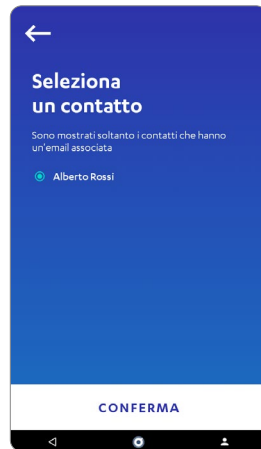 Seleziona
un contatto
Sono mostrati soltanto i contatti che hanno
un'email associata
Alberto Rossi
CONFERMA